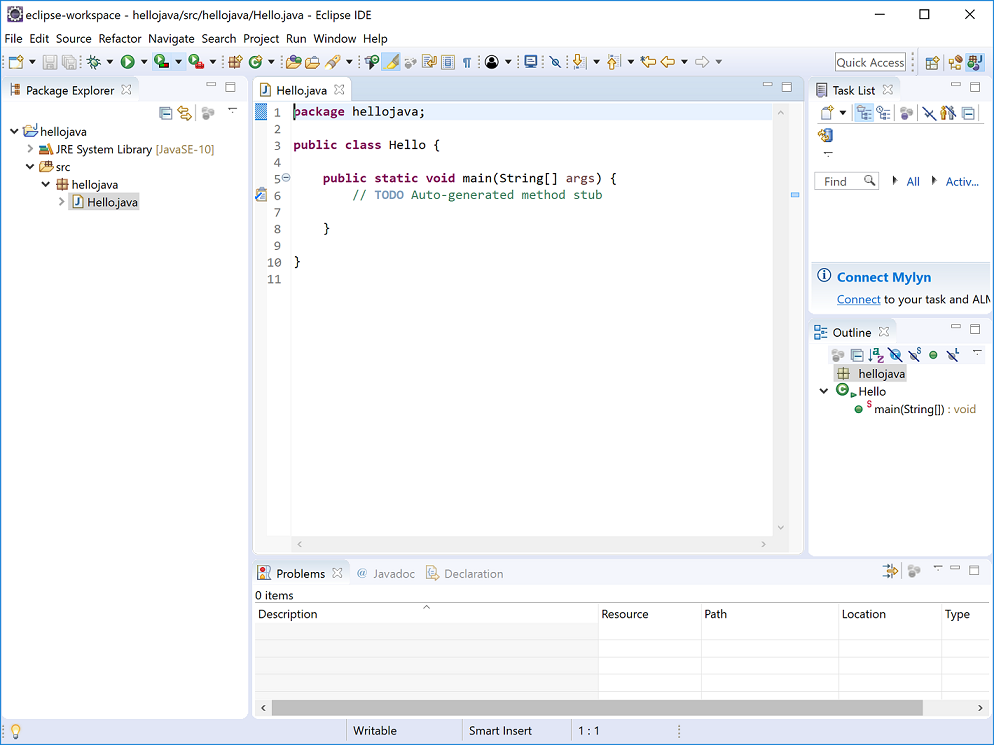 eclipse-workspace - hellojava/src/hellojava/Hello.java - Eclipse IDE
File Edit Source Refactor Navigate Search Project Run Window Help
Quick Access
Package Explorer
hellojava
JRE System Library [JavaSE-10]
src
hellojava
Hello.java
Hello.java
1 package hellojava;
2
3 public class Hello {
4
5 public static void main(String[] args) {
6 // TODO Auto-generated method stub
7
8 }
9
10 }
11
Task List
Find All Activ...
Connect Mylyn
Connect to your task and ALM
Outline
hellojava
Hello
main(String[]) : void
Problems @ Javadoc Declaration
0 items
Description Resource Path Location Type
Writable Smart Insert 1 : 1